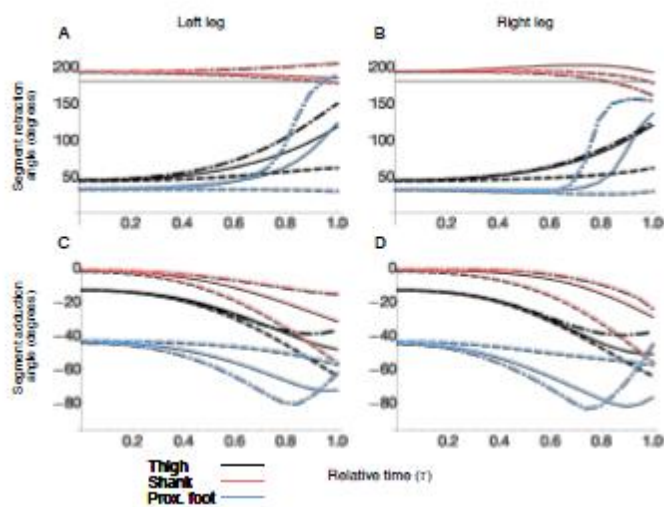 Left leg
Right leg
A
B
Segment retraction
angle (degrees)
200
150
100
50
0.2 0.4 0.6 0.8 1.0
200
150
100
50
0.2 0.4 0.6 0.8 1.0
C
D
Segment adduction
angle (degrees)
0
−20
−40
−60
−80
0.2 0.4 0.6 0.8 1.0
0
−20
−40
−60
−80
0.2 0.4 0.6 0.8 1.0
Thigh
Shank
Prox. foot
Relative time (τ)